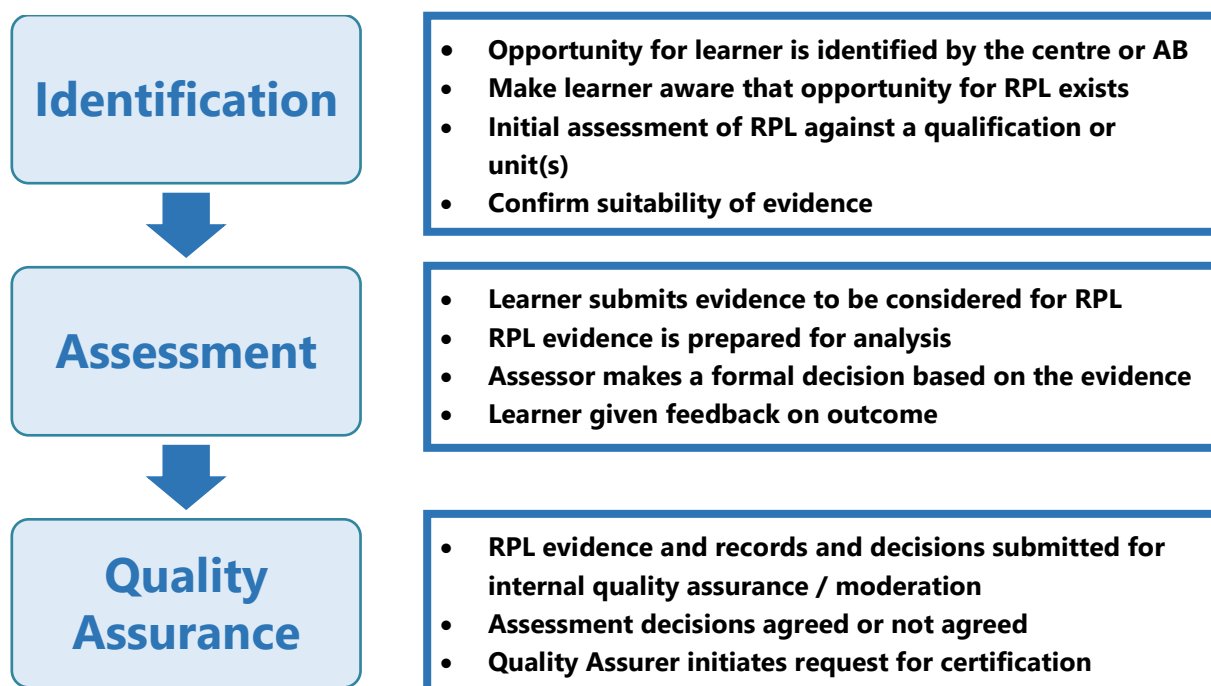 Identification
• Opportunity for learner is identified by the centre or AB
• Make learner aware that opportunity for RPL exists
• Initial assessment of RPL against a qualification or
unit(s)
• Confirm suitability of evidence
Assessment
• Learner submits evidence to be considered for RPL
• RPL evidence is prepared for analysis
• Assessor makes a formal decision based on the evidence
• Learner given feedback on outcome
Quality
Assurance
• RPL evidence and records and decisions submitted for
internal quality assurance / moderation
• Assessment decisions agreed or not agreed
• Quality Assurer initiates request for certification